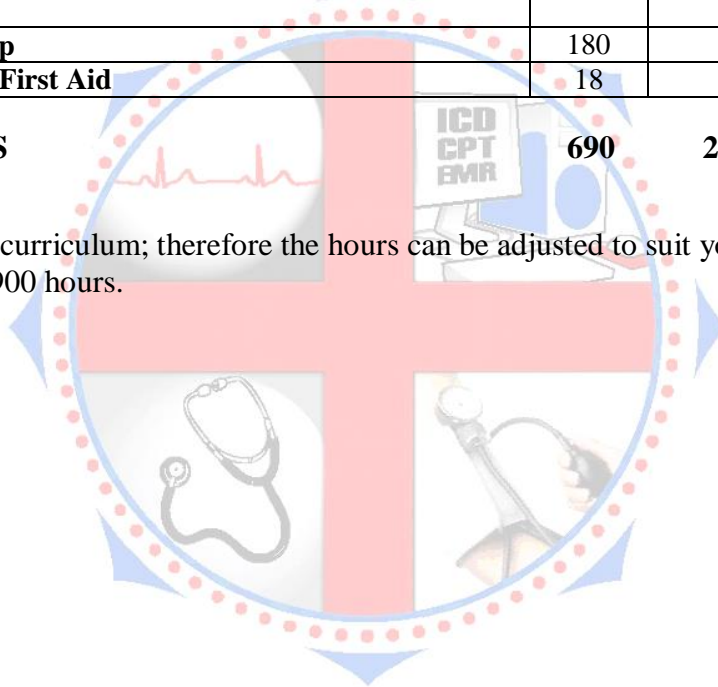 p 180
First Aid 18
S 690 2
ICD
CPT
EMR
curriculum; therefore the hours can be adjusted to suit yo
900 hours.